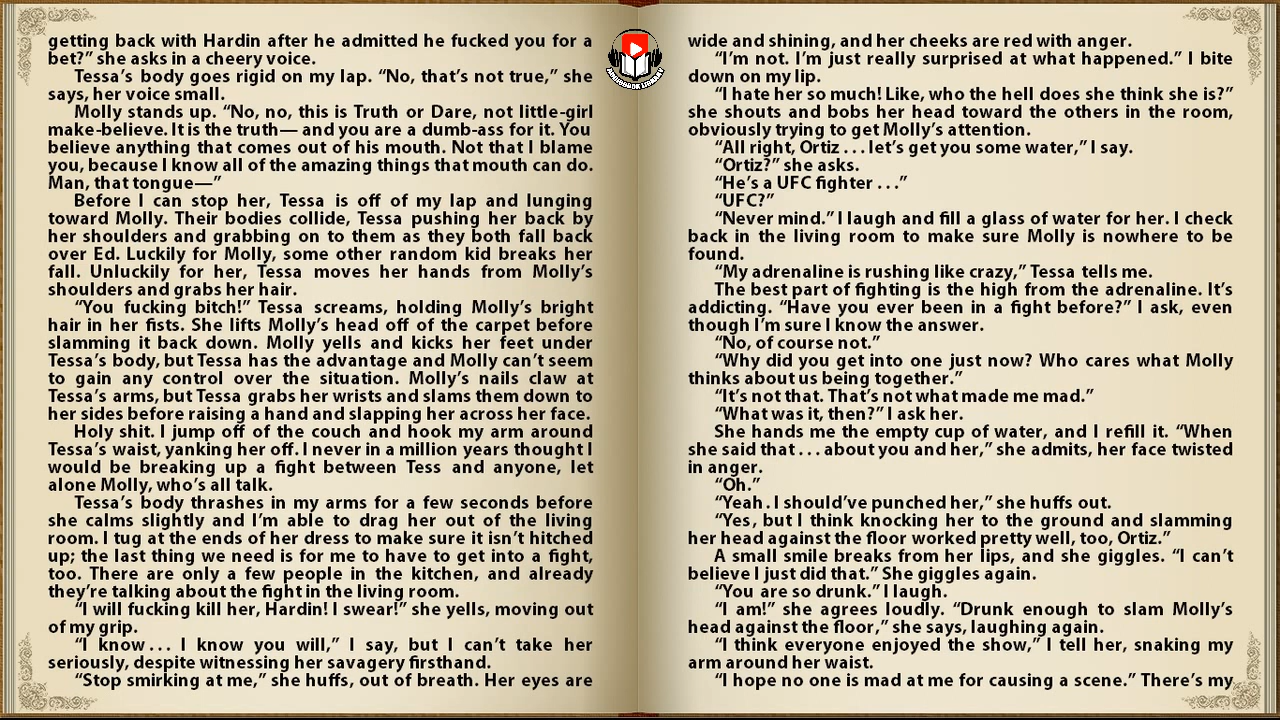 getting back with Hardin after he admitted he fucked you for a
bet?” she asks in a cheery voice.
Tessa’s body goes rigid on my lap. “No, that’s not true,” she
says, her voice small.
Molly stands up. “No, no, this is Truth or Dare, not little-girl
make-believe. It is the truth— and you are a dumb-ass for it. You
believe anything that comes out of his mouth. Not that I blame
you, because I know all of the amazing things that mouth can do.
Man, that tongue—”
Before I can stop her, Tessa is off of my lap and lunging
toward Molly. Their bodies collide, Tessa pushing her back by
her shoulders and grabbing on to them as they both fall back
over Ed. Luckily for Molly, some other random kid breaks her
fall. Unluckily for her, Tessa moves her hands from Molly’s
shoulders and grabs her hair.
“You fucking bitch!” Tessa screams, holding Molly’s bright
hair in her fists. She lifts Molly’s head off of the carpet before
slamming it back down. Molly yells and kicks her feet under
Tessa’s body, but Tessa has the advantage and Molly can’t seem
to gain any control over the situation. Molly’s nails claw at
Tessa’s arms, but Tessa grabs her wrists and slams them down to
her sides before raising a hand and slapping her across her face.
Holy shit. I jump off of the couch and hook my arm around
Tessa’s waist, yanking her off. I never in a million years thought I
would be breaking up a fight between Tess and anyone, let
alone Molly, who’s all talk.
Tessa’s body thrashes in my arms for a few seconds before
she calms slightly and I’m able to drag her out of the living
room. I tug at the ends of her dress to make sure it isn’t hitched
up; the last thing we need is for me to have to get into a fight,
too. There are only a few people in the kitchen, and already
they’re talking about the fight in the living room.
“I will fucking kill her, Hardin! I swear!” she yells, moving out
of my grip.
“I know . . . I know you will,” I say, but I can’t take her
seriously, despite witnessing her savagery firsthand.
“Stop smirking at me,” she huffs, out of breath. Her eyes are
AUDIOBOOK LIBRARY
wide and shining, and her cheeks are red with anger.
“I’m not. I’m just really surprised at what happened.” I bite
down on my lip.
“I hate her so much! Like, who the hell does she think she is?”
she shouts and bobs her head toward the others in the room,
obviously trying to get Molly’s attention.
“All right, Ortiz . . . let’s get you some water,” I say.
“Ortiz?” she asks.
“He’s a UFC fighter . . .”
“UFC?”
“Never mind.” I laugh and fill a glass of water for her. I check
back in the living room to make sure Molly is nowhere to be
found.
“My adrenaline is rushing like crazy,” Tessa tells me.
The best part of fighting is the high from the adrenaline. It’s
addicting. “Have you ever been in a fight before?” I ask, even
though I’m sure I know the answer.
“No, of course not.”
“Why did you get into one just now? Who cares what Molly
thinks about us being together.”
“It’s not that. That’s not what made me mad.”
“What was it, then?” I ask her.
She hands me the empty cup of water, and I refill it. “When
she said that . . . about you and her,” she admits, her face twisted
in anger.
“Oh.”
“Yeah. I should’ve punched her,” she huffs out.
“Yes, but I think knocking her to the ground and slamming
her head against the floor worked pretty well, too, Ortiz.”
A small smile breaks from her lips, and she giggles. “I can’t
believe I just did that.” She giggles again.
“You are so drunk.” I laugh.
“I am!” she agrees loudly. “Drunk enough to slam Molly’s
head against the floor,” she says, laughing again.
“I think everyone enjoyed the show,” I tell her, snaking my
arm around her waist.
“I hope no one is mad at me for causing a scene.” There’s my